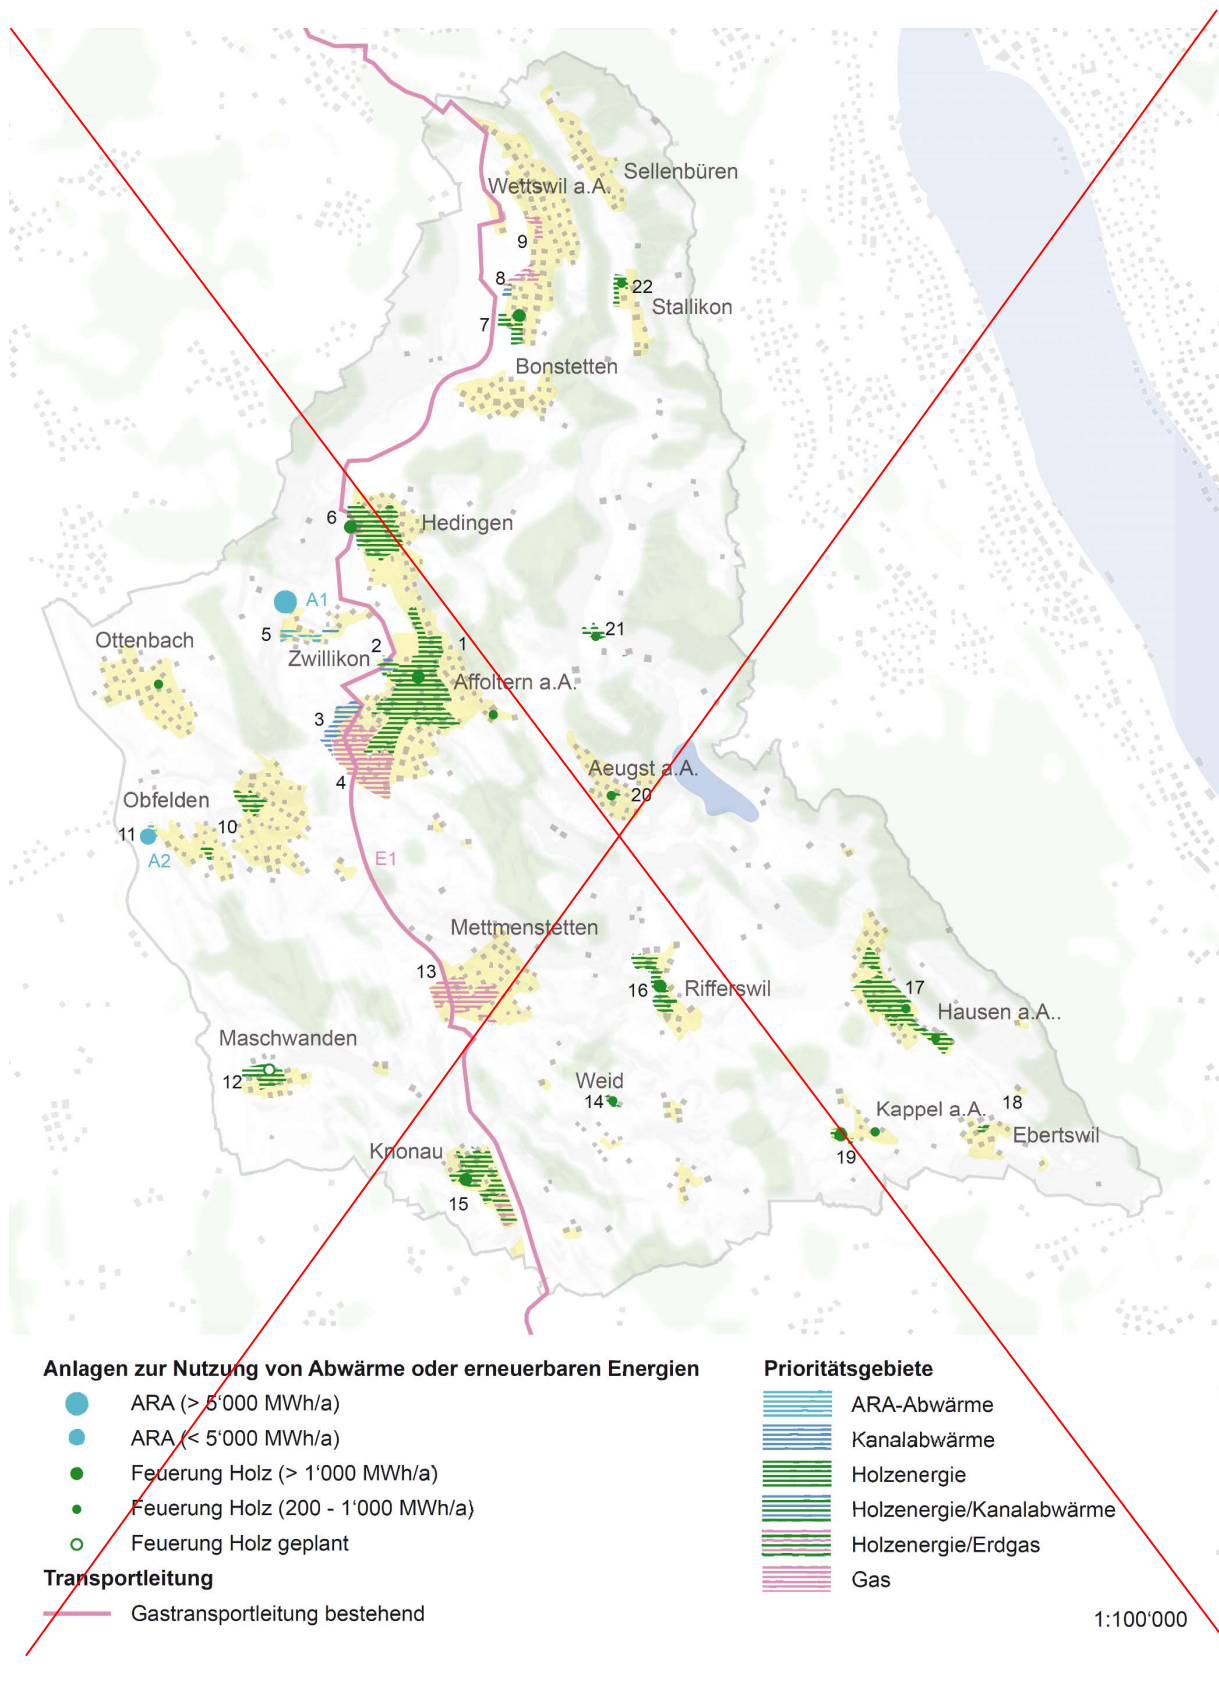 Sellenbüren
Wettswil a.A.
9
8
22
Stallikon
7
Bonstetten
6
Hedingen
A1
5
21
Ottenbach
2
1
Zwillikon
Affoltern a.A.
3
4
Aeugst a.A.
20
Obfelden
10
11
A2
E1
Mettmenstetten
13
16
Rifferswil
17
Hausen a.A..
Maschwanden
12
Weid
14
18
Kappel a.A.
Ebertswil
Knonau
19
15
Anlagen zur Nutzung von Abwärme oder erneuerbaren Energien
ARA (> 5‘000 MWh/a)
ARA (< 5‘000 MWh/a)
Feuerung Holz (> 1‘000 MWh/a)
Feuerung Holz (200 - 1‘000 MWh/a)
Feuerung Holz geplant
Transportleitung
Gastransportleitung bestehend
Prioritätsgebiete
ARA-Abwärme
Kanalabwärme
Holzenergie
Holzenergie/Kanalabwärme
Holzenergie/Erdgas
Gas
1:100‘000